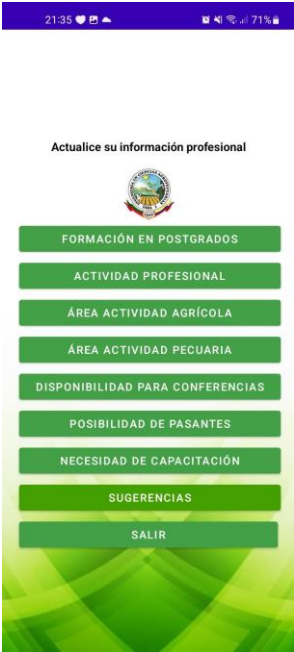 21:35 71%
Actualice su información profesional
FORMACIÓN EN POSTGRADOS
ACTIVIDAD PROFESIONAL
ÁREA ACTIVIDAD AGRÍCOLA
ÁREA ACTIVIDAD PECUARIA
DISPONIBILIDAD PARA CONFERENCIAS
POSIBILIDAD DE PASANTES
NECESIDAD DE CAPACITACIÓN
SUGERENCIAS
SALIR